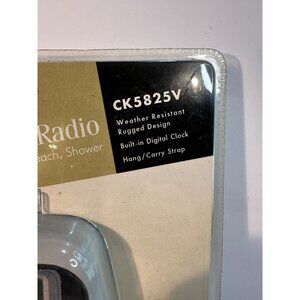 CK5825V
Weather Resistant
Rugged Design
Built-in Digital Clock
Hang/Carry Strap
Radio
each, Shower